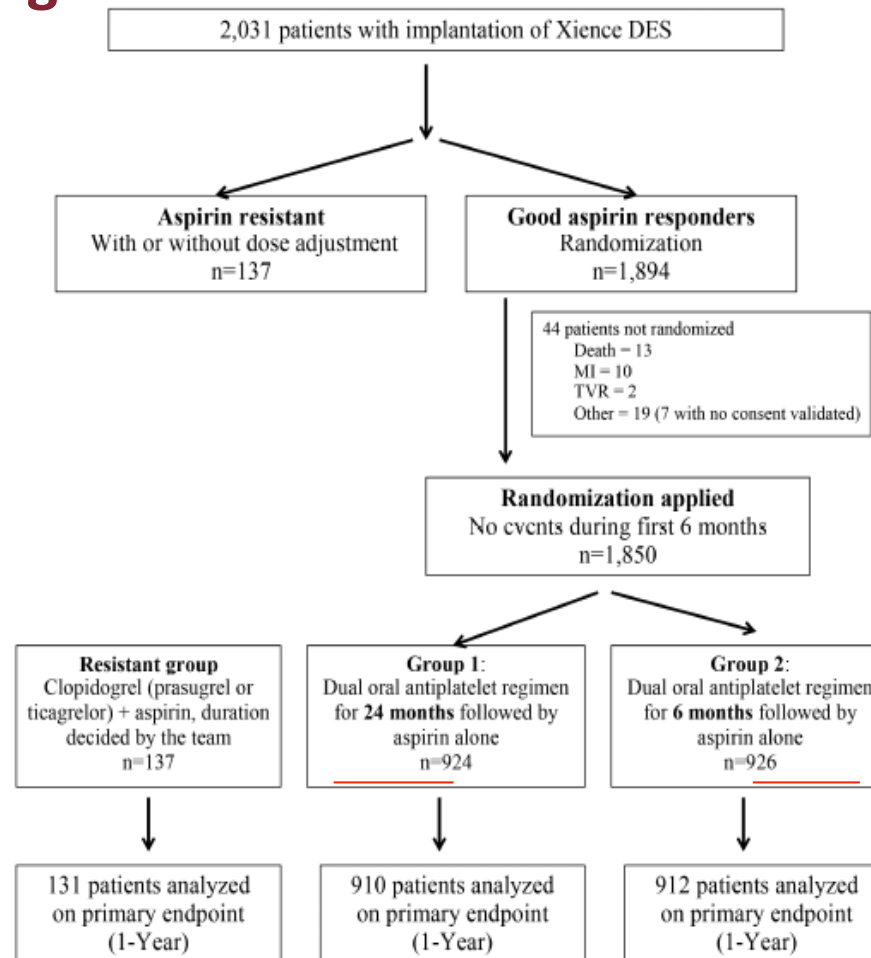 g
2,031 patients with implantation of Xience DES
Aspirin resistant
With or without dose adjustment
n=137
Good aspirin responders
Randomization
n=1,894
44 patients not randomized
Death = 13
MI = 10
TVR = 2
Other = 19 (7 with no consent validated)
Randomization applied
No events during first 6 months
n=1,850
Resistant group
Clopidogrel (prasugrel or
ticagrelor) + aspirin, duration
decided by the team
n=137
Group 1:
Dual oral antiplatelet regimen
for 24 months followed by
aspirin alone
n=924
Group 2:
Dual oral antiplatelet regimen
for 6 months followed by
aspirin alone
n=926
131 patients analyzed
on primary endpoint
(1-Year)
910 patients analyzed
on primary endpoint
(1-Year)
912 patients analyzed
on primary endpoint
(1-Year)